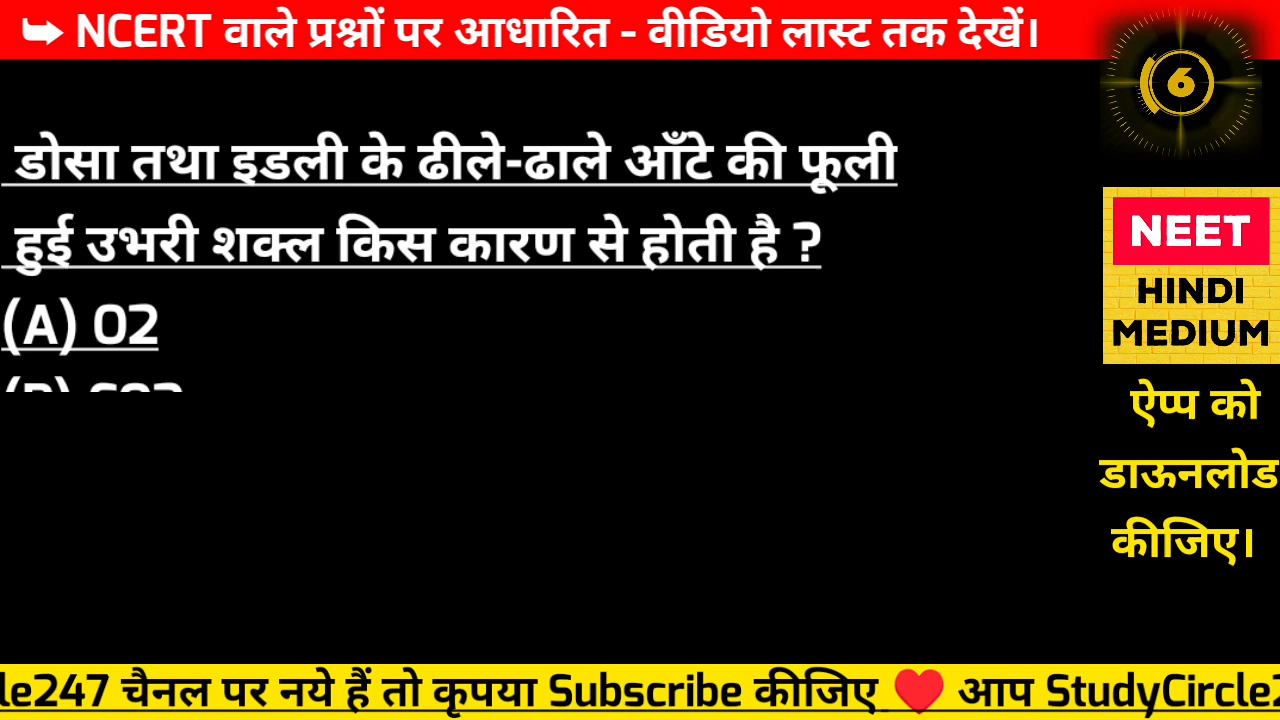 ➥ NCERT वाले प्रश्नों पर आधारित - वीडियो लास्ट तक देखें।
6
डोसा तथा इडली के ढीले-ढाले आँटे की फूली
हुई उभरी शक्ल किस कारण से होती है ?
(A) O2
NEET
HINDI
MEDIUM
ऐप्प को
डाऊनलोड
कीजिए।
le247 चैनल पर नये हैं तो कृपया Subscribe कीजिए ❤️ आप StudyCircle